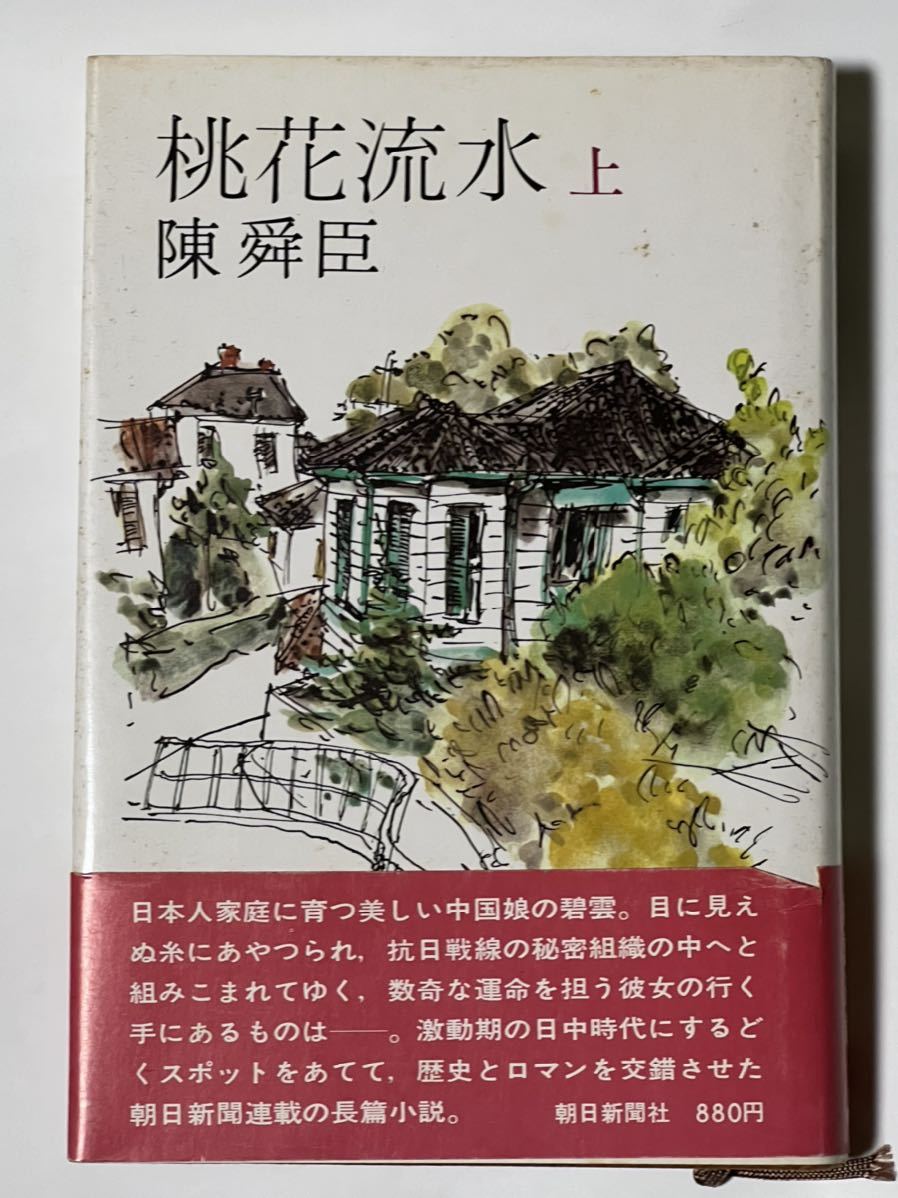 桃花流水 上
陳舜臣
日本人家庭に育つ美しい中国娘の碧雲。目に見え
ぬ糸にあやつられ，抗日戦線の秘密組織の中へと
組みこまれてゆく，数奇な運命を担う彼女の行く
手にあるものは──。激動期の日中時代にするど
くスポットをあてて，歴史とロマンを交錯させた
朝日新聞連載の長篇小説。 朝日新聞社 880円